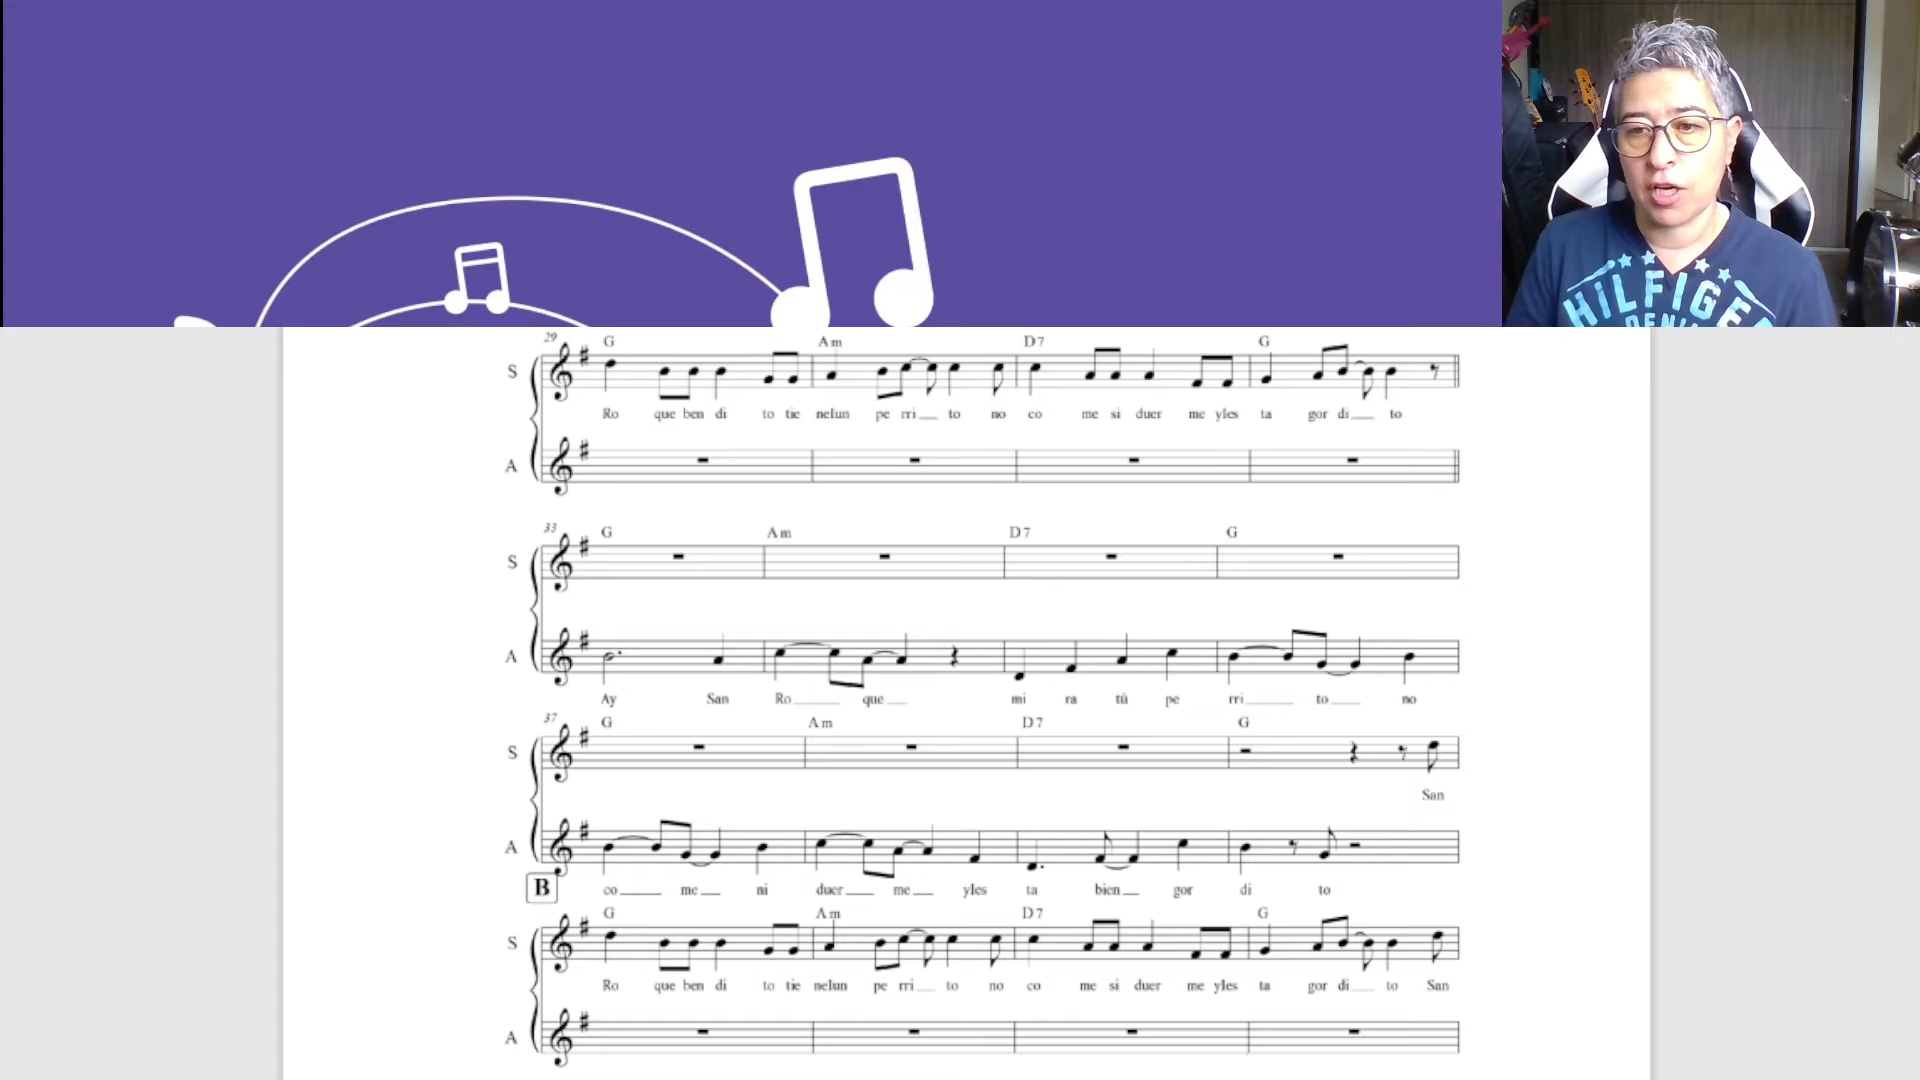 HILFIGE
DENIM
29 G Am D7 G
S
Ro que ben di to tie nelun pe rri to no co me si duer me yles ta gor di to
A
33 G Am D7 G
S
A
Ay San Ro que mi ra tú pe rri to no
37 G Am D7 G
S
San
A
co me ni duer me yles ta bien gor di to
B
G Am D7 G
S
Ro que ben di to tie nelun pe rri to no co me si duer me yles ta gor di to San
A